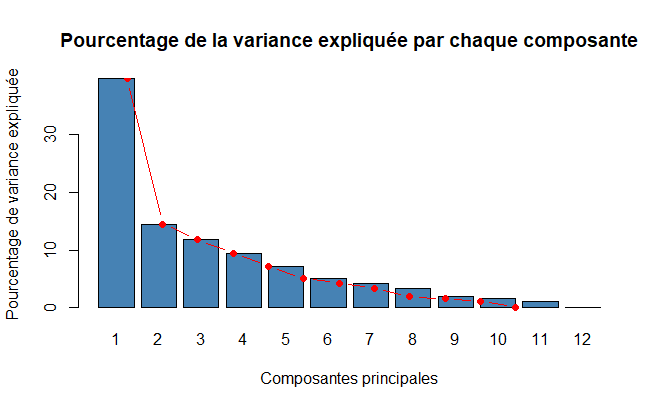 Pourcentage de la variance expliquée par chaque composante
Pourcentage de variance expliquée
30
20
10
0
1 2 3 4 5 6 7 8 9 10 11 12
Composantes principales